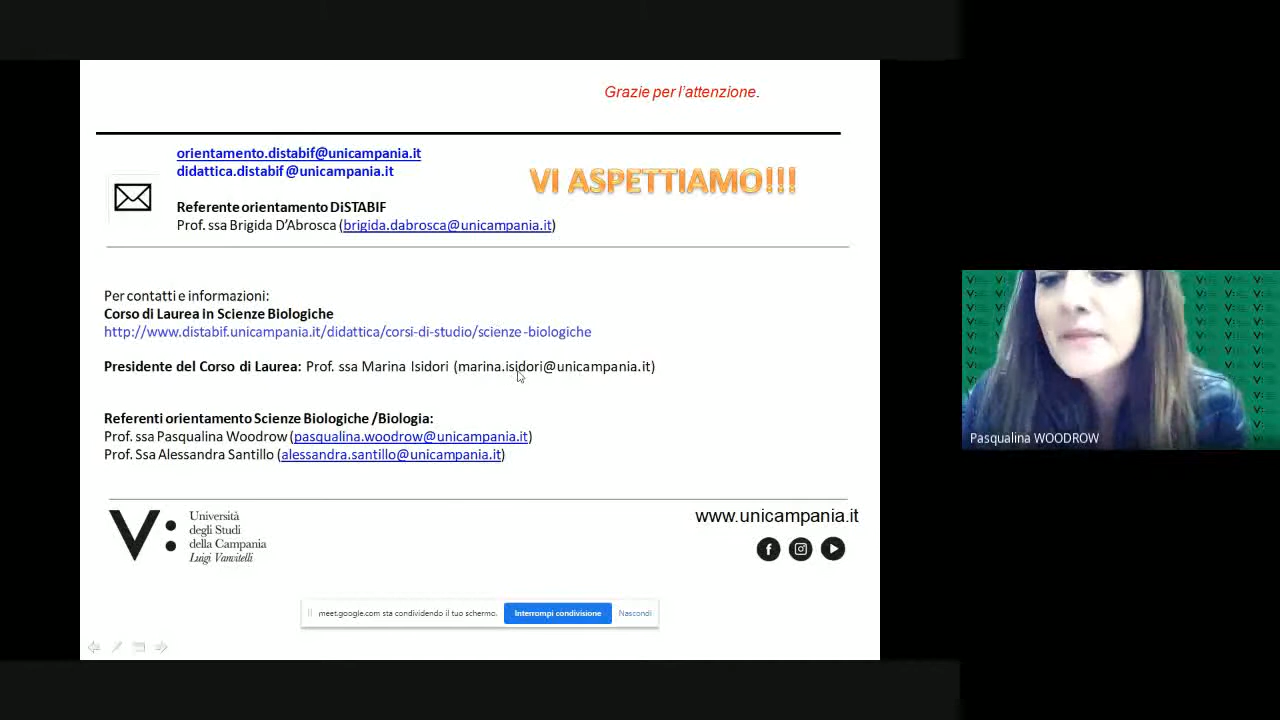 Grazie per l'attenzione.
orientamento.distabif@unicampania.it
didattica.distabif@unicampania.it
VI ASPETTIAMO!!!
Referente orientamento DiSTABIF
Prof. ssa Brigida D'Abrosca (brigida.dabrosca@unicampania.it)
Per contatti e informazioni:
Corso di Laurea in Scienze Biologiche
http://www.distabif.unicampania.it/didattica/corsi-di-studio/scienze-biologiche
Presidente del Corso di Laurea: Prof. ssa Marina Isidori (marina.isidori@unicampania.it)
Referenti orientamento Scienze Biologiche /Biologia:
Prof. ssa Pasqualina Woodrow (pasqualina.woodrow@unicampania.it)
Prof. Ssa Alessandra Santillo (alessandra.santillo@unicampania.it)
V:
Università
degli Studi
della Campania
Luigi Vanvitelli
www.unicampania.it
meet.google.com sta condividendo il tuo schermo.
Interrompi condivisione
Nascondi
Pasqualina WOODROW